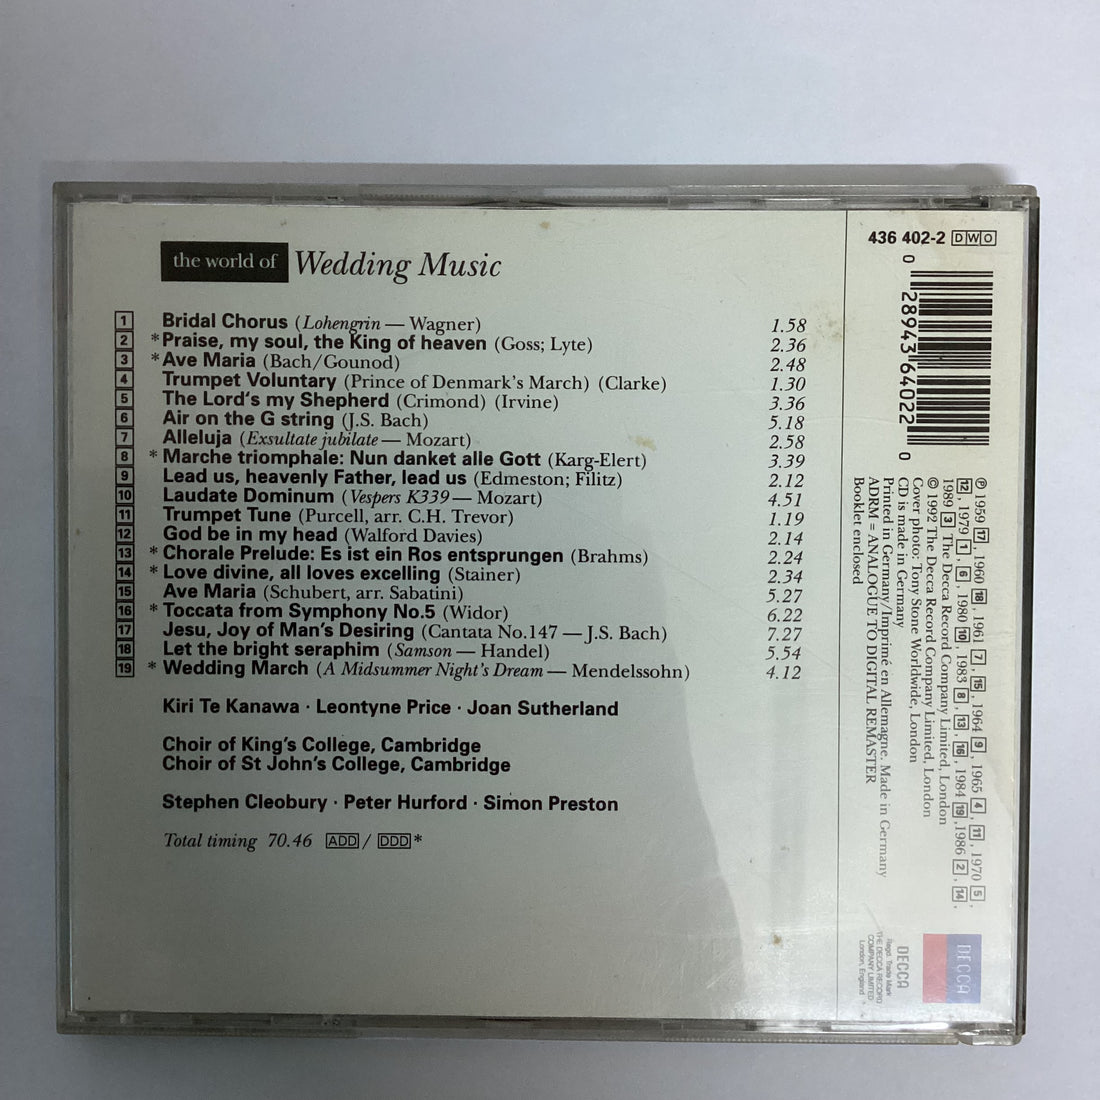 the world of Wedding Music
1 Bridal Chorus (Lohengrin — Wagner) 1.58
2 *Praise, my soul, the King of heaven (Goss; Lyte) 2.36
3 *Ave Maria (Bach/Gounod) 2.48
4 Trumpet Voluntary (Prince of Denmark's March) (Clarke) 1.30
5 The Lord's my Shepherd (Crimond) (Irvine) 3.36
6 Air on the G string (J.S. Bach) 5.18
7 Alleluja (Exsultate jubilate — Mozart) 2.58
8 *Marche triomphale: Nun danket alle Gott (Karg-Elert) 3.39
9 Lead us, heavenly Father, lead us (Edmeston; Filitz) 2.12
10 Laudate Dominum (Vespers K339 — Mozart) 4.51
11 Trumpet Tune (Purcell, arr. C.H. Trevor) 1.19
12 God be in my head (Walford Davies) 2.14
13 *Chorale Prelude: Es ist ein Ros entsprungen (Brahms) 2.24
14 *Love divine, all loves excelling (Stainer) 2.34
15 Ave Maria (Schubert, arr. Sabatini) 5.27
16 *Toccata from Symphony No.5 (Widor) 6.22
17 Jesu, Joy of Man's Desiring (Cantata No.147 — J.S. Bach) 7.27
18 Let the bright seraphim (Samson — Handel) 5.54
19 *Wedding March (A Midsummer Night's Dream — Mendelssohn) 4.12
Kiri Te Kanawa · Leontyne Price · Joan Sutherland
Choir of King's College, Cambridge
Choir of St John's College, Cambridge
Stephen Cleobury · Peter Hurford · Simon Preston
Total timing 70.46 ADD / DDD*
436 402-2 DWO
0 28943 64022 0
℗ 1959 17, 1960 18, 1961 7, 15, 1964 9, 1965 4, 11, 1970 5,
12, 1979 1, 6, 1980 10, 1983 8, 13, 16, 1984 19, 1986 2, 14,
1989 3 The Decca Record Company Limited, London
© 1992 The Decca Record Company Limited, London
Cover photo: Tony Stone Worldwide, London
CD is made in Germany
Printed in Germany/Imprimé en Allemagne. Made in Germany
ADRM = ANALOGUE TO DIGITAL REMASTER
Booklet enclosed
DECCA
DECCA
Regd. Trade Mark
THE DECCA RECORD
COMPANY LIMITED
London, England